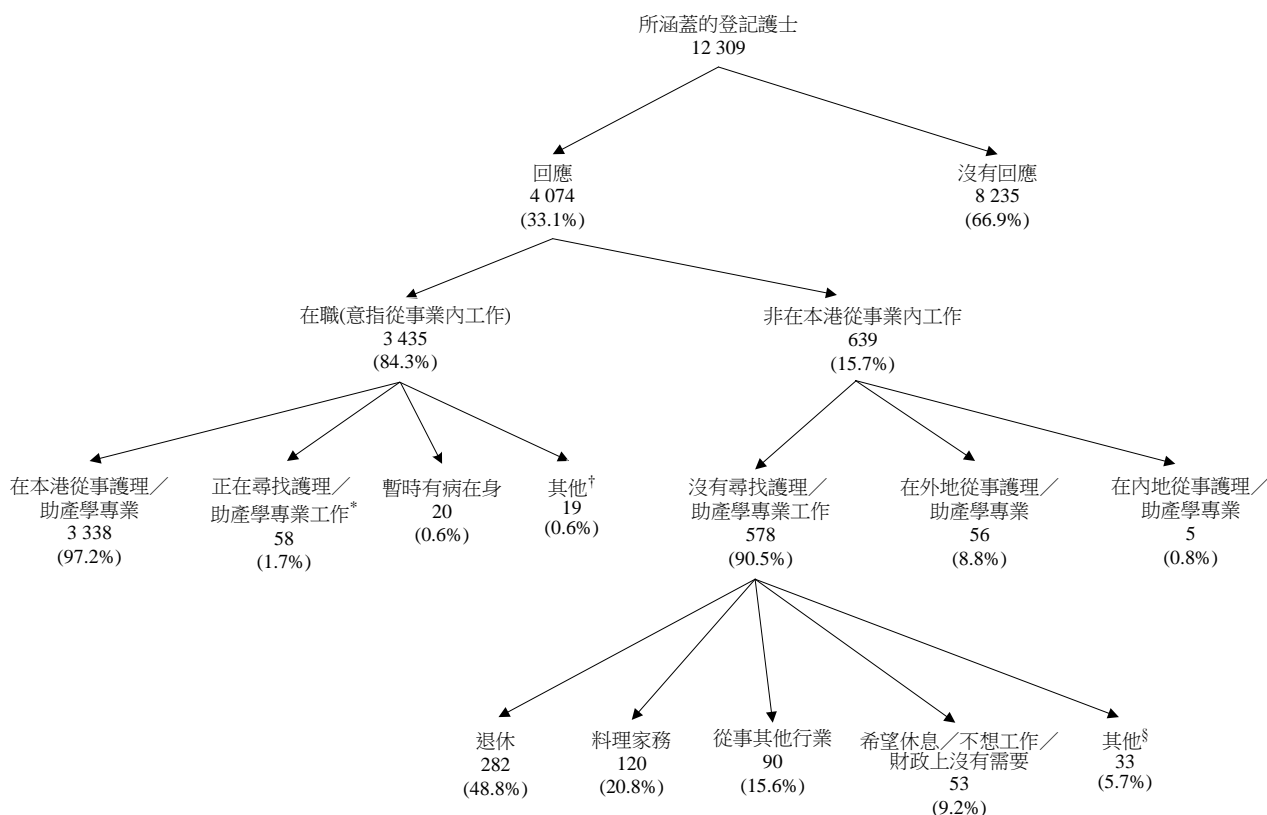 所涵蓋的登記護士
12 309
回應
4 074
(33.1%)
沒有回應
8 235
(66.9%)
在職(意指從事業內工作)
3 435
(84.3%)
非在本港從事業內工作
639
(15.7%)
在本港從事護理／
助產學專業
3 338
(97.2%)
正在尋找護理／
助產學專業工作*
58
(1.7%)
暫時有病在身
20
(0.6%)
其他†
19
(0.6%)
沒有尋找護理／
助產學專業工作
578
(90.5%)
在外地從事護理／
助產學專業
56
(8.8%)
在內地從事護理／
助產學專業
5
(0.8%)
退休
282
(48.8%)
料理家務
120
(20.8%)
從事其他行業
90
(15.6%)
希望休息／不想工作／
財政上沒有需要
53
(9.2%)
其他§
33
(5.7%)